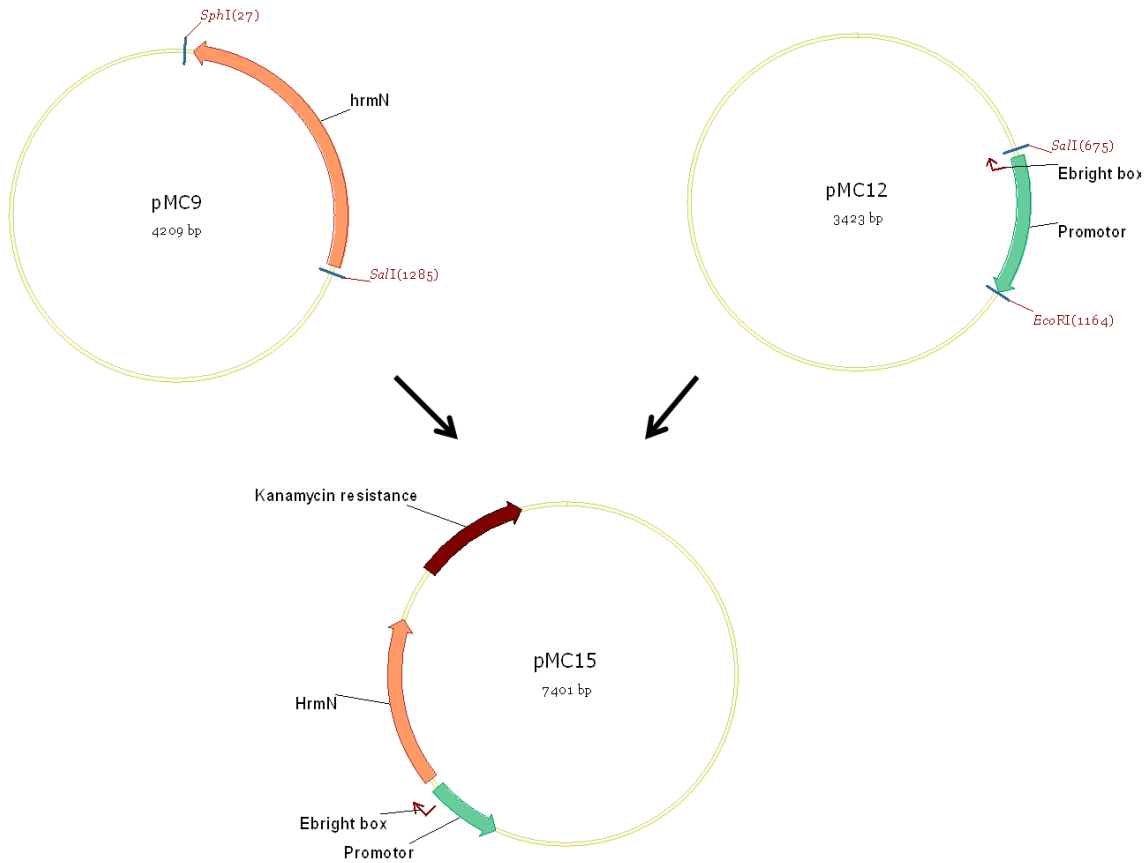 SphI(27)
hrmN
pMC9
4209 bp
SalI(1285)
SalI(675)
Ebright box
pMC12
3423 bp
Promotor
EcoRI(1164)
Kanamycin resistance
pMC15
7401 bp
HrmN
Ebright box
Promotor